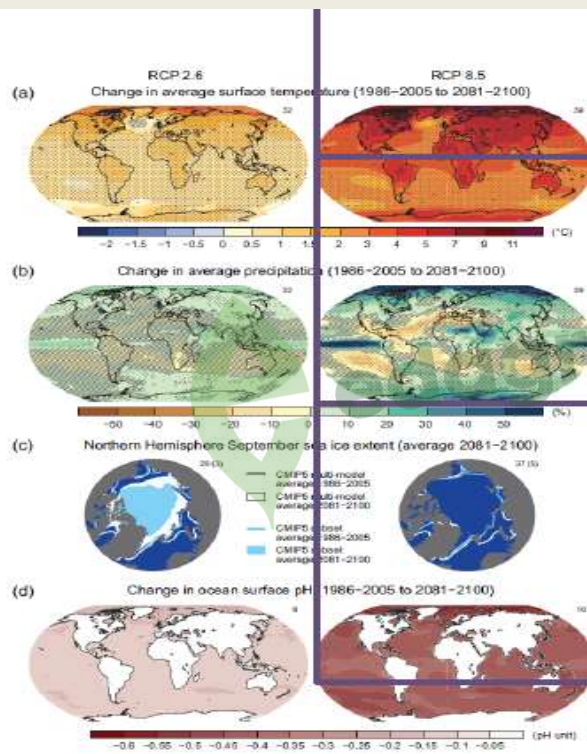 RCP 2.6 RCP 8.5
(a) Change in average surface temperature (1986−2005 to 2081−2100)
32 39
−2 −1.5 −1 −0.5 0 0.5 1 1.5 2 3 4 5 7 9 11 (°C)
(b) Change in average precipitation (1986−2005 to 2081−2100)
32 39
−50 −40 −30 −20 −10 0 10 20 30 40 50 (%)
(c) Northern Hemisphere September sea ice extent (average 2081−2100)
29 (3) 37 (5)
CMIP5 multi-model
average 1986−2005
CMIP5 multi-model
average 2081−2100
CMIP5 subset
average 1986−2005
CMIP5 subset
average 2081−2100
(d) Change in ocean surface pH (1986−2005 to 2081−2100)
9 10
−0.6 −0.55 −0.5 −0.45 −0.4 −0.35 −0.3 −0.25 −0.2 −0.15 −0.1 −0.05 (pH unit)